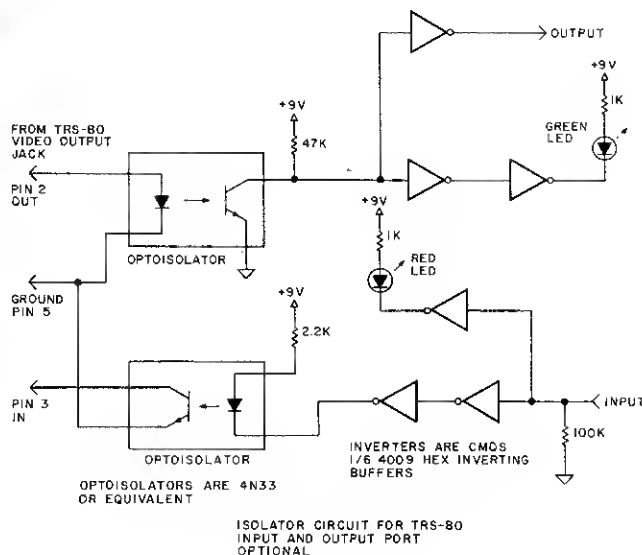 OUTPUT
+9V
1K
GREEN
LED
+9V
47K
FROM TRS-80
VIDEO OUTPUT
JACK
PIN 2
OUT
OPTOISOLATOR
+9V
1K
RED
LED
GROUND
PIN 5
+9V
2.2K
PIN 3
IN
OPTOISOLATOR
INPUT
100K
INVERTERS ARE CMOS
1/6 4009 HEX INVERTING
BUFFERS
OPTOISOLATORS ARE 4N33
OR EQUIVALENT
ISOLATOR CIRCUIT FOR TRS-80
INPUT AND OUTPUT PORT
OPTIONAL